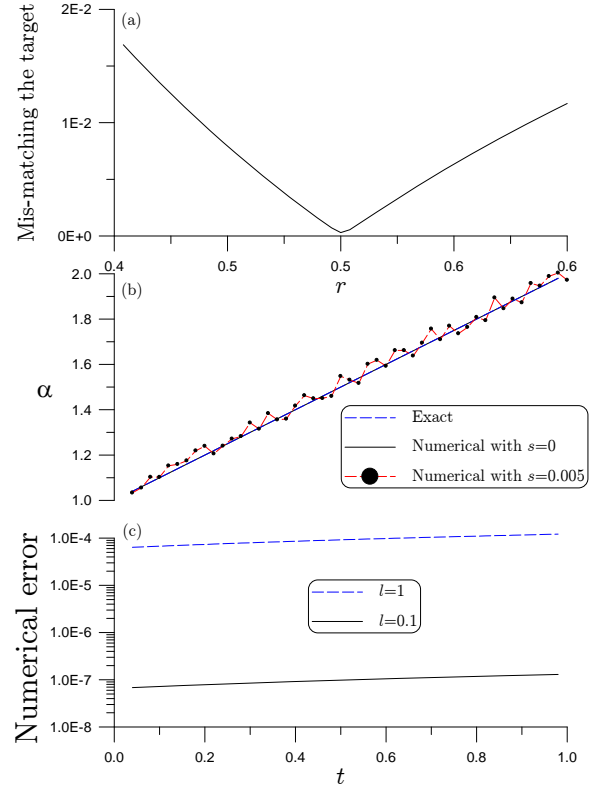 (a)
Mis-matching the target
2E-2
1E-2
0E+0
0.4 0.5 0.5 0.6 0.6
r
(b)
α
2.0
1.8
1.6
1.4
1.2
1.0
Exact
Numerical with s=0
Numerical with s=0.005
(c)
Numerical error
1.0E-4
1.0E-5
1.0E-6
1.0E-7
1.0E-8
l=1
l=0.1
0.0 0.2 0.4 0.6 0.8 1.0
t